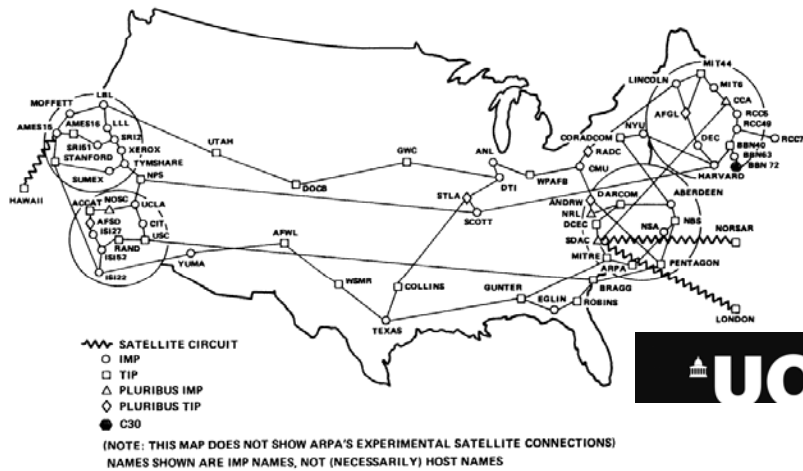 MIT44
LINCOLN
MIT6
CCA
RCC5
RCC49
RCC7
AFGL
DEC
BBN40
BBN63
BBN 72
HARVARD
NYU
CORADCOM
RADC
CMU
LBL
MOFFETT
AMES15
AMES16
LLL
SRI2
SRI51
XEROX
STANFORD
TYMSHARE
SUMEX
NPS
HAWAII
UTAH
DOCB
GWC
ANL
DTI
WPAFB
STLA
SCOTT
ANDRW
DARCOM
ABERDEEN
NRL
DCEC
NSA
NBS
NORSAR
SDAC
MITRE
ARPA
PENTAGON
BRAGG
LONDON
ACCAT
NOSC
UCLA
AFSD
ISI27
CIT
USC
RAND
ISI52
ISI22
YUMA
AFWL
WSMR
COLLINS
TEXAS
GUNTER
EGLIN
ROBINS
SATELLITE CIRCUIT
IMP
TIP
PLURIBUS IMP
PLURIBUS TIP
C30
(NOTE: THIS MAP DOES NOT SHOW ARPA'S EXPERIMENTAL SATELLITE CONNECTIONS)
NAMES SHOWN ARE IMP NAMES, NOT (NECESSARILY) HOST NAMES